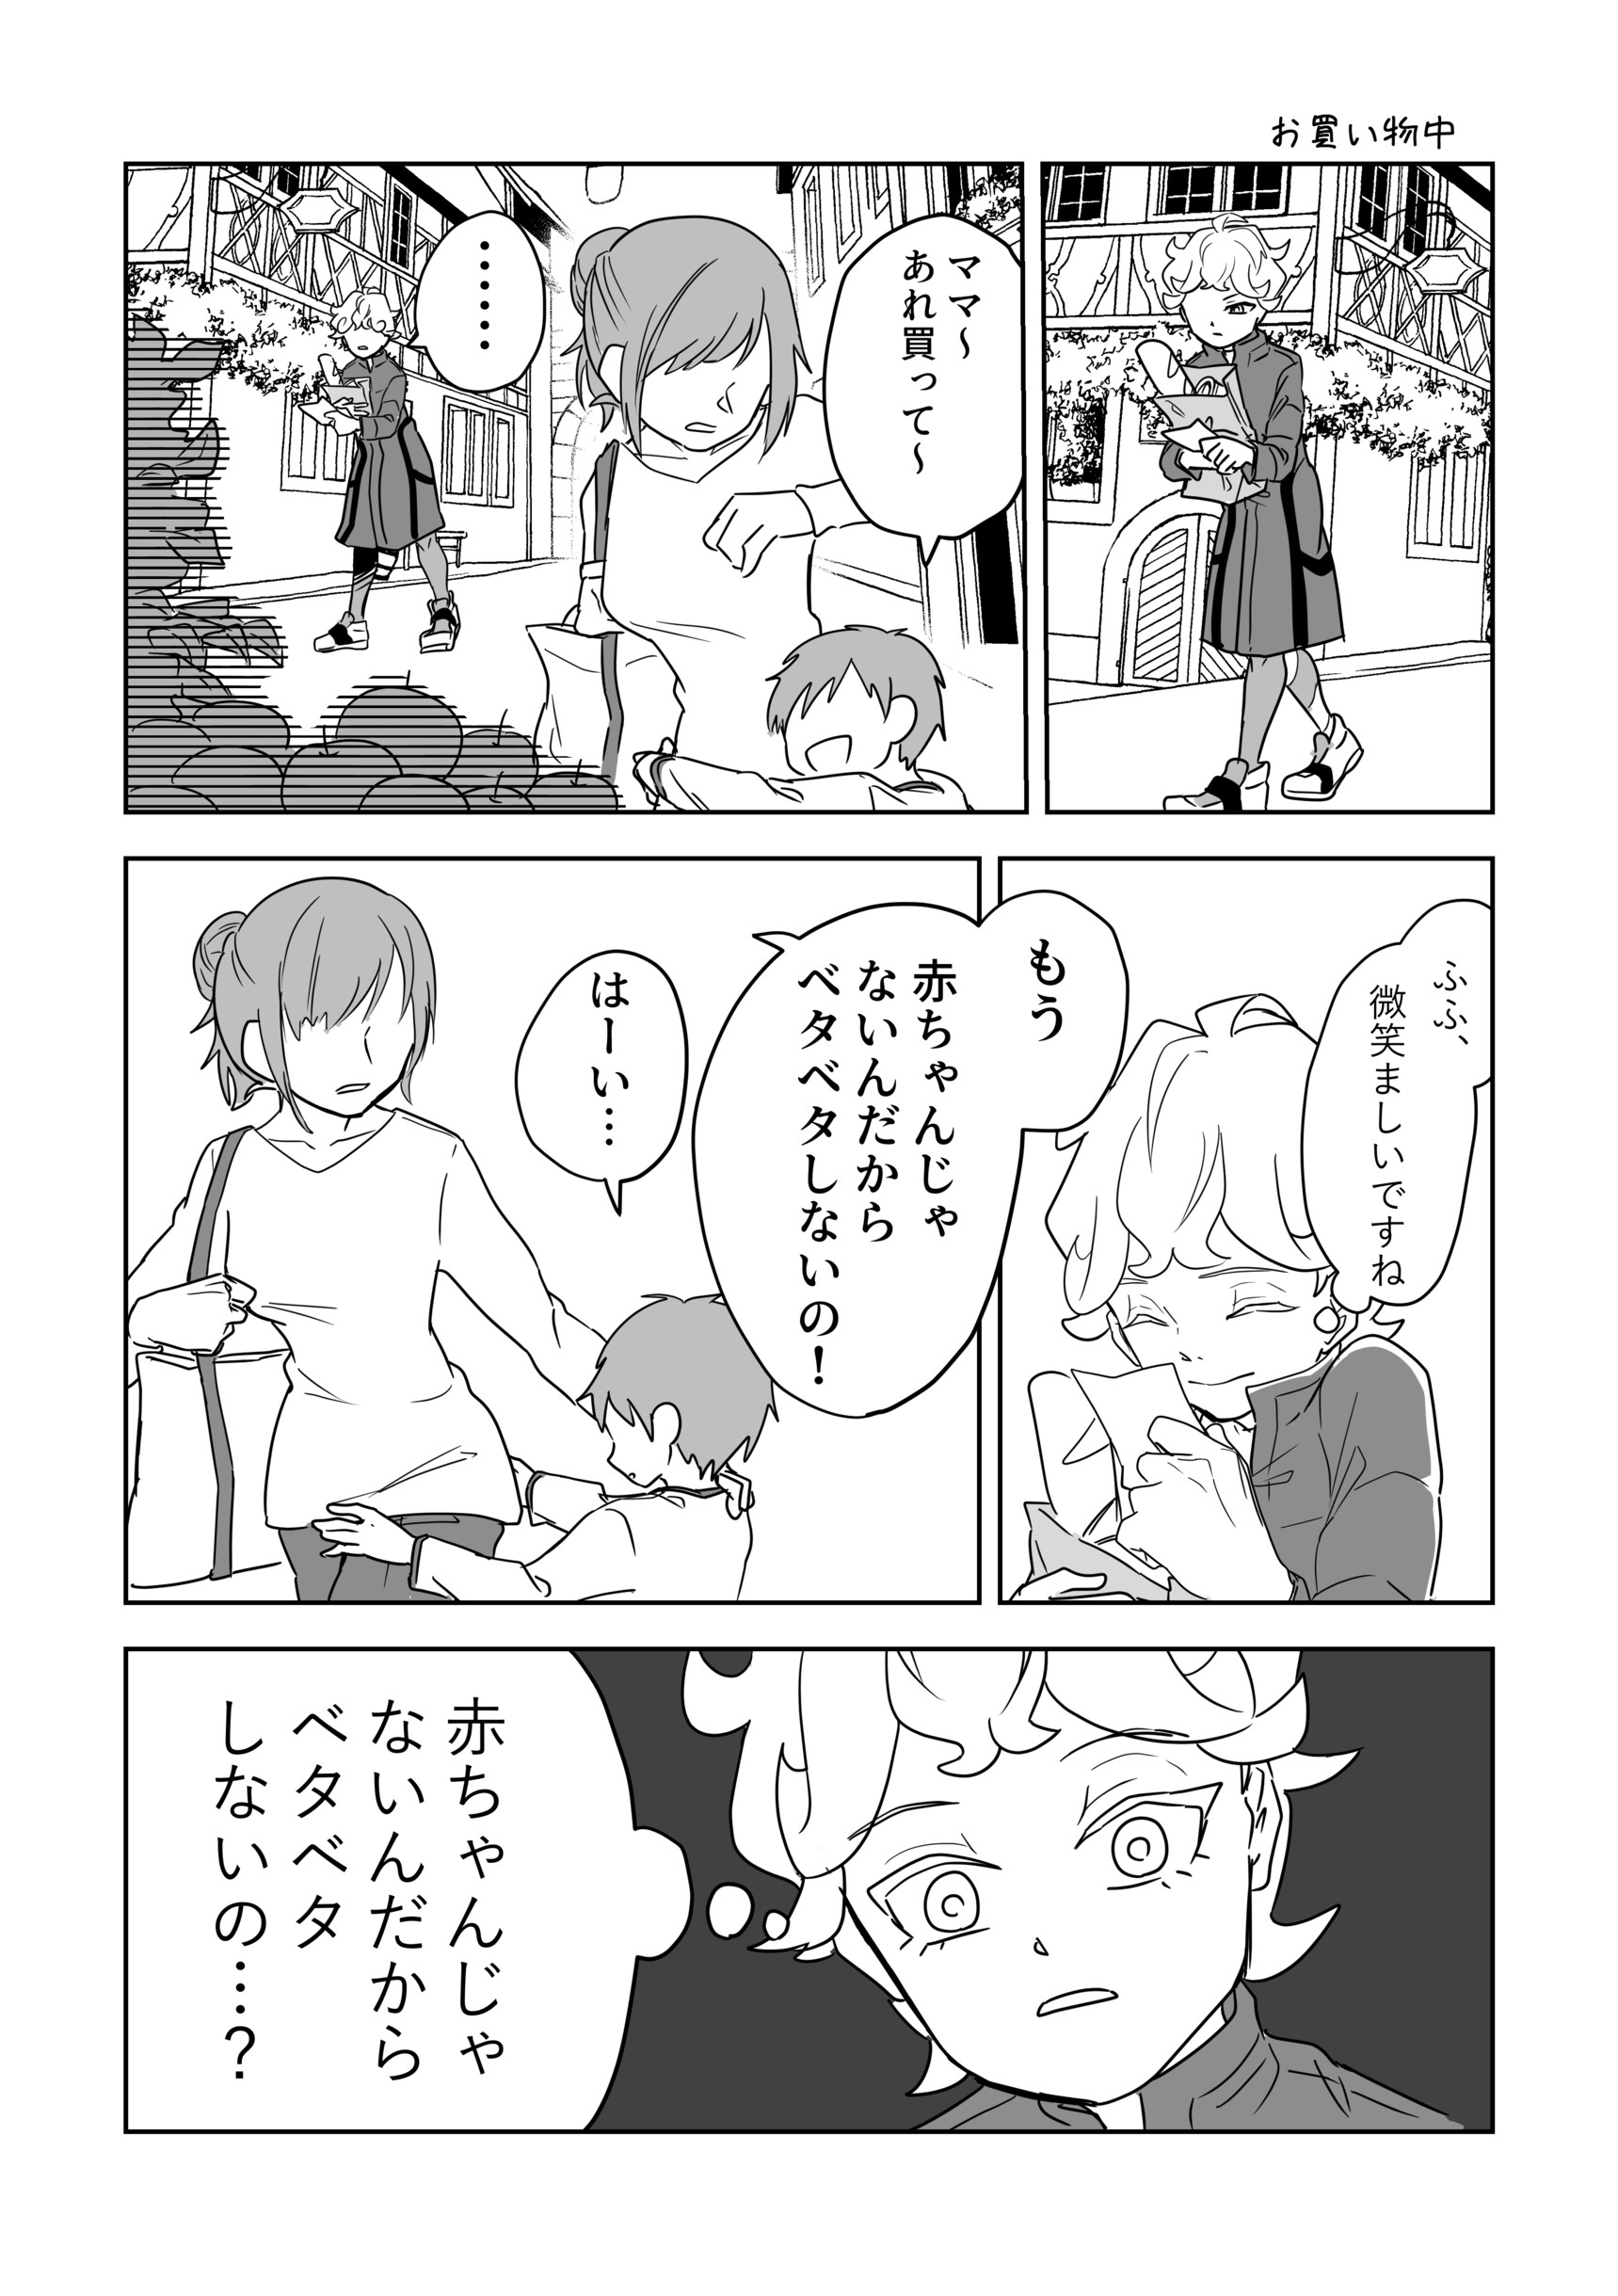 お買い物中
ママ〜
あれ買って〜
………
ふふ、
微笑ましいですね
もう
赤ちゃんじゃ
ないんだから
ベタベタしないの！
はーい…
赤ちゃんじゃ
ないんだから
ベタベタ
しないの…？